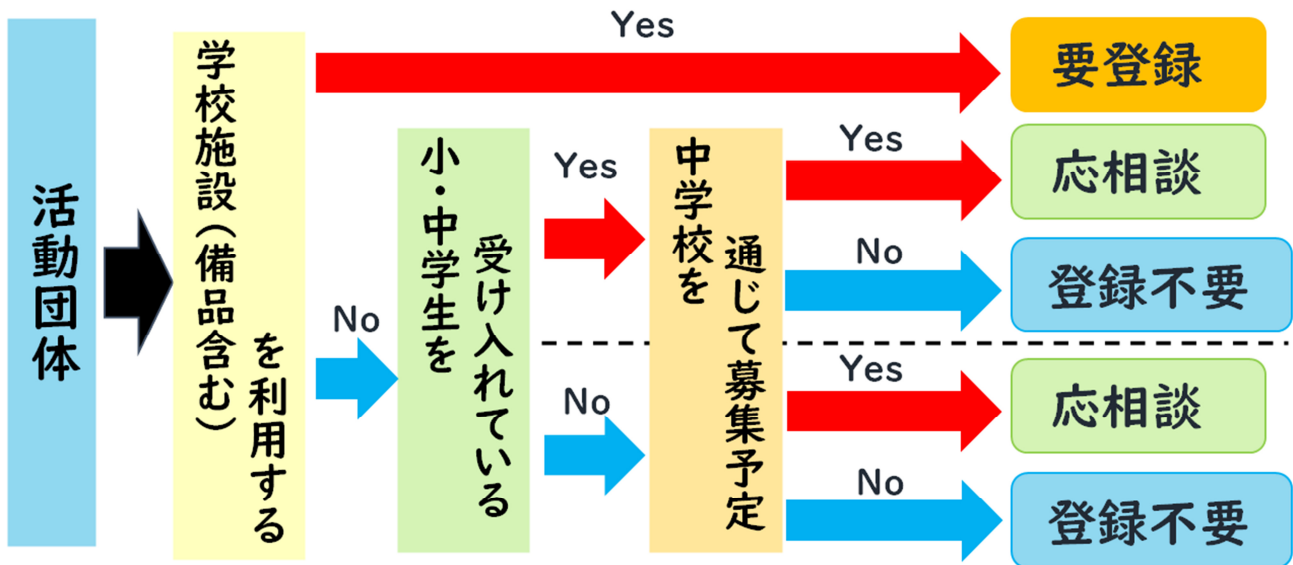 活動団体
学校施設(備品含む)
を利用する
Yes
要登録
No
小・中学生を
受け入れている
Yes
No
中学校を
通じて募集予定
Yes
応相談
No
登録不要
Yes
応相談
No
登録不要